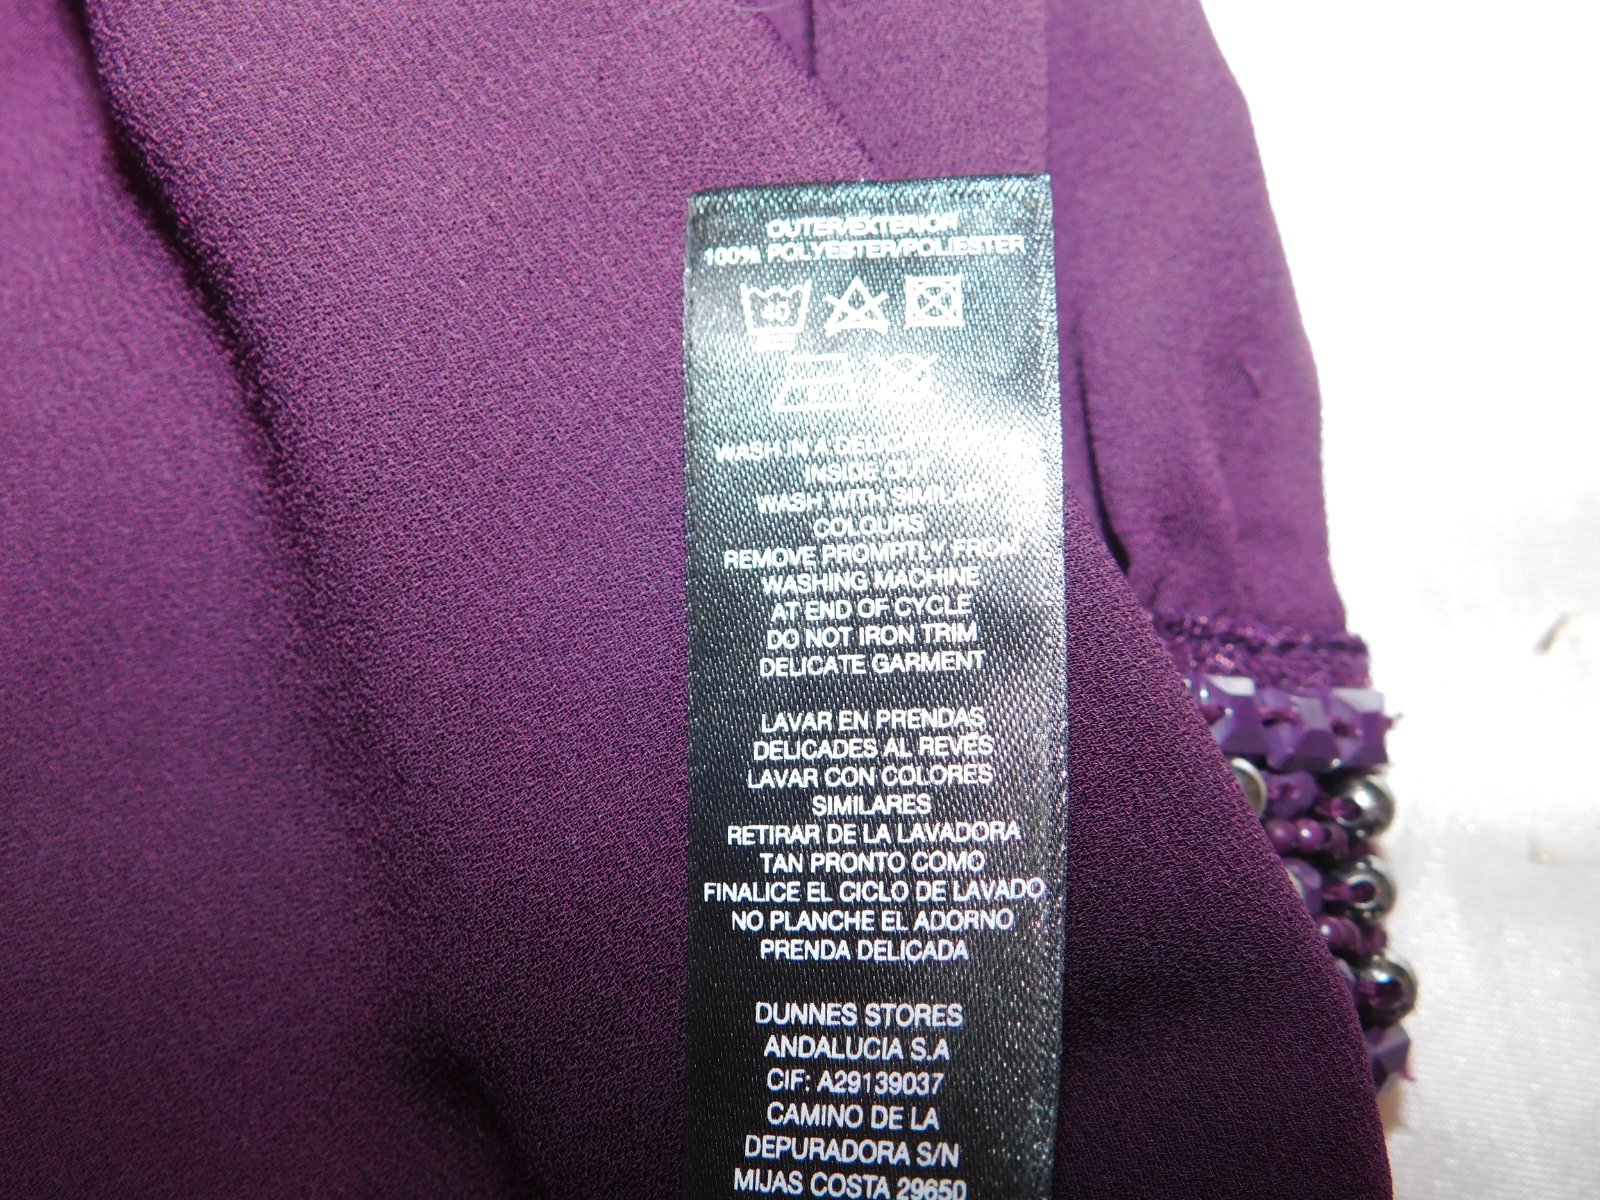 OUTER/EXTERIOR
100% POLYESTER/POLIESTER
40
WASH IN A
INSIDE OUT
WASH WITH SIMILAR
COLOURS
REMOVE PROMPTLY FROM
WASHING MACHINE
AT END OF CYCLE
DO NOT IRON TRIM
DELICATE GARMENT
LAVAR EN PRENDAS
DELICADES AL REVÉS
LAVAR CON COLORES
SIMILARES
RETIRAR DE LA LAVADORA
TAN PRONTO COMO
FINALICE EL CICLO DE LAVADO
NO PLANCHE EL ADORNO
PRENDA DELICADA
DUNNES STORES
ANDALUCIA S.A
CIF: A29139037
CAMINO DE LA
DEPURADORA S/N
MIJAS COSTA 29650